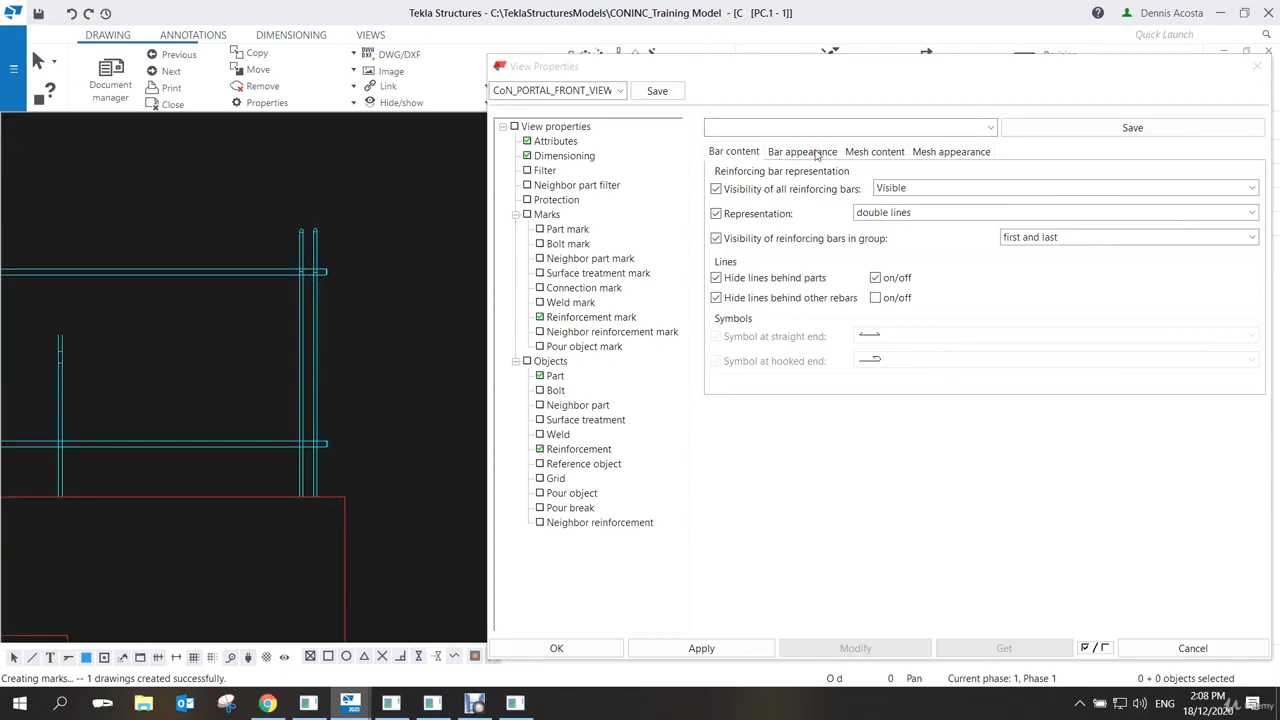 Tekla Structures - C:\TeklaStructuresModels\CONINC_Training Model - [C   [PC.1 - 1]]
Dennis Acosta
DRAWING ANNOTATIONS DIMENSIONING VIEWS
Quick Launch
Document manager
Previous
Next
Print
Close
Copy
Move
Remove
Properties
DWG/DXF
Image
Link
Hide/show
View Properties
CoN_PORTAL_FRONT_VIEW
Save
View properties
Attributes
Dimensioning
Filter
Neighbor part filter
Protection
Marks
Part mark
Bolt mark
Neighbor part mark
Surface treatment mark
Connection mark
Weld mark
Reinforcement mark
Neighbor reinforcement mark
Pour object mark
Objects
Part
Bolt
Neighbor part
Surface treatment
Weld
Reinforcement
Reference object
Grid
Pour object
Pour break
Neighbor reinforcement
Save
Bar content Bar appearance Mesh content Mesh appearance
Reinforcing bar representation
Visibility of all reinforcing bars: Visible
Representation: double lines
Visibility of reinforcing bars in group: first and last
Lines
Hide lines behind parts on/off
Hide lines behind other rebars on/off
Symbols
Symbol at straight end:
Symbol at hooked end:
OK Apply Modify Get Cancel
Creating marks... -- 1 drawings created successfully.
O d 0 Pan Current phase: 1, Phase 1 0 + 0 objects selected
ENG
2:08 PM
18/12/2020